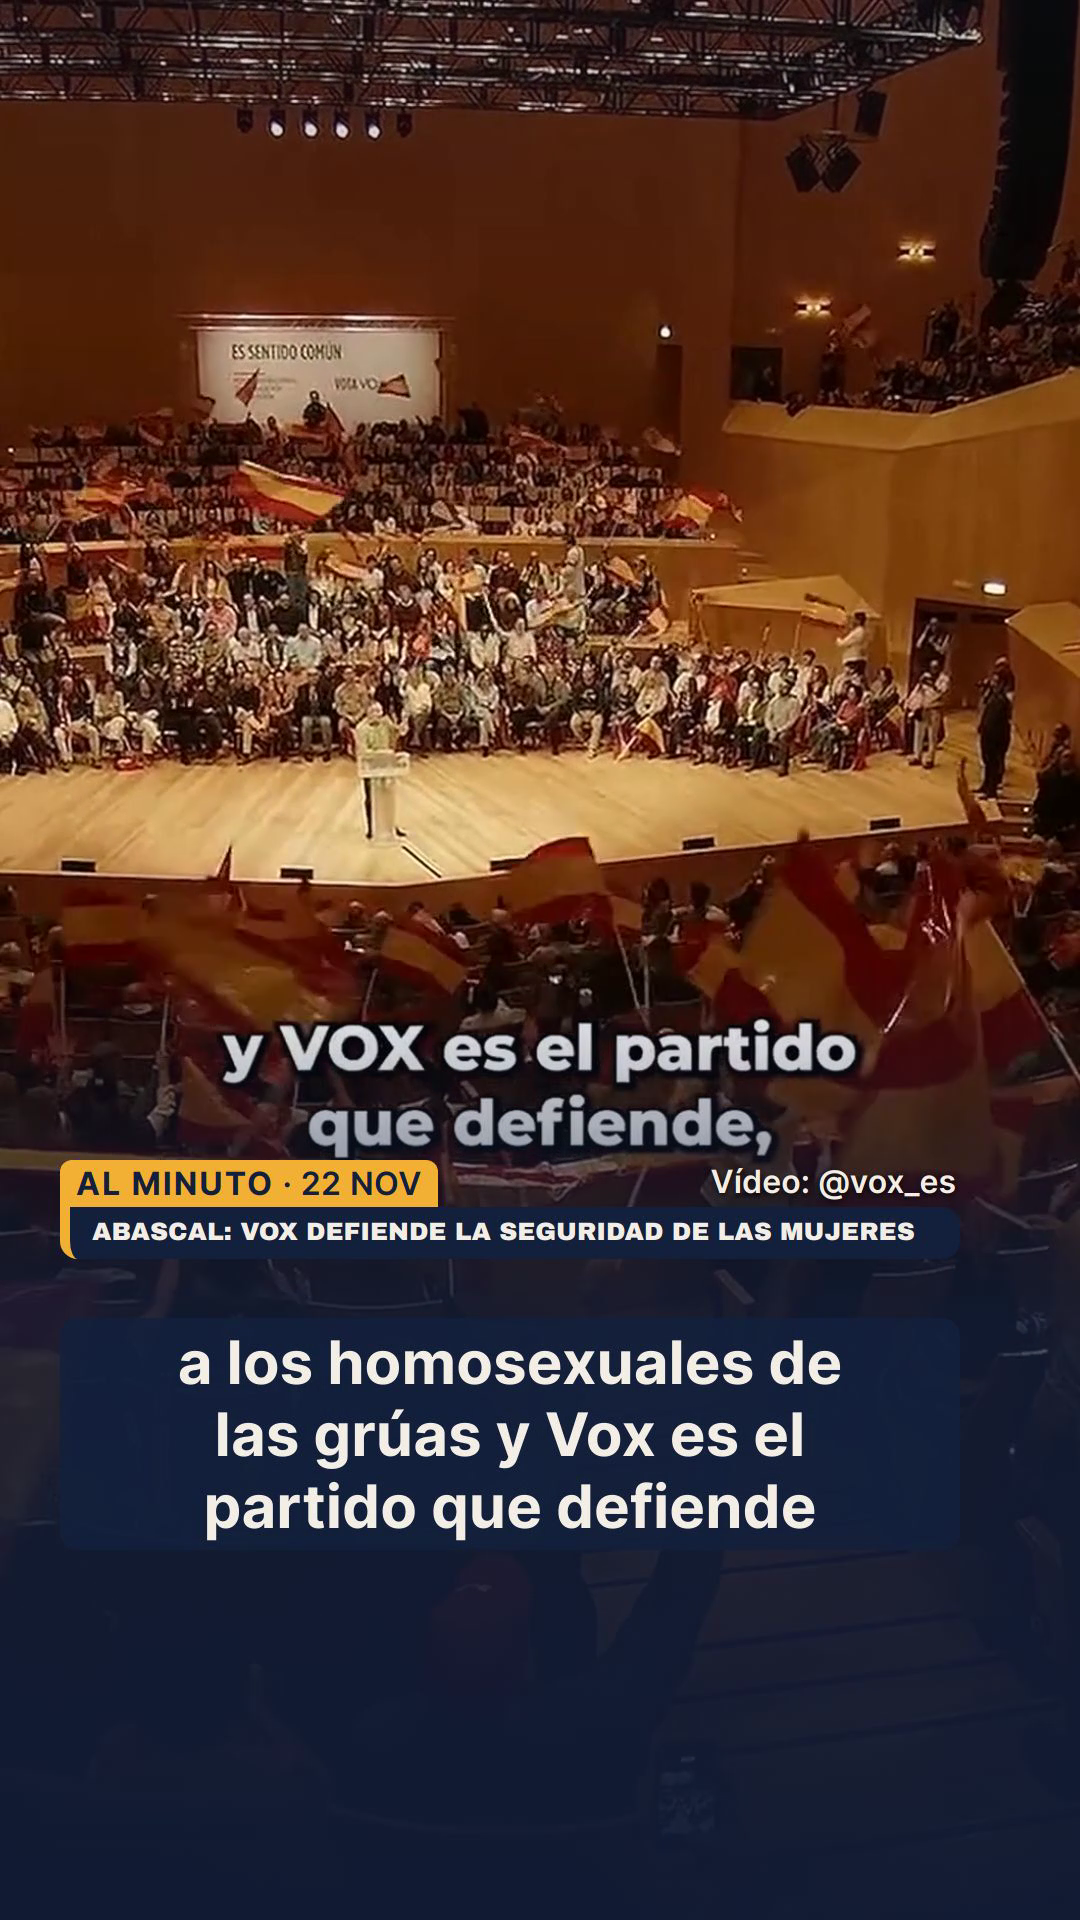 ES SENTIDO COMÚN
VOTA VOX
y VOX es el partido
que defiende,
AL MINUTO · 22 NOV
Vídeo: @vox_es
ABASCAL: VOX DEFIENDE LA SEGURIDAD DE LAS MUJERES
a los homosexuales de
las grúas y Vox es el
partido que defiende